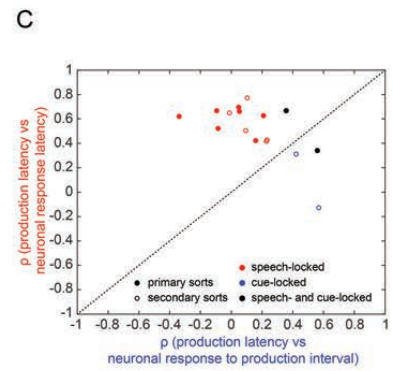 C
ρ (production latency vs
neuronal response latency)
1
0.8
0.6
0.4
0.2
0
-0.2
-0.4
-0.6
-0.8
-1
speech-locked
primary sorts
cue-locked
secondary sorts
speech- and cue-locked
-1 -0.8 -0.6 -0.4 -0.2 0 0.2 0.4 0.6 0.8 1
ρ (production latency vs
neuronal response to production interval)